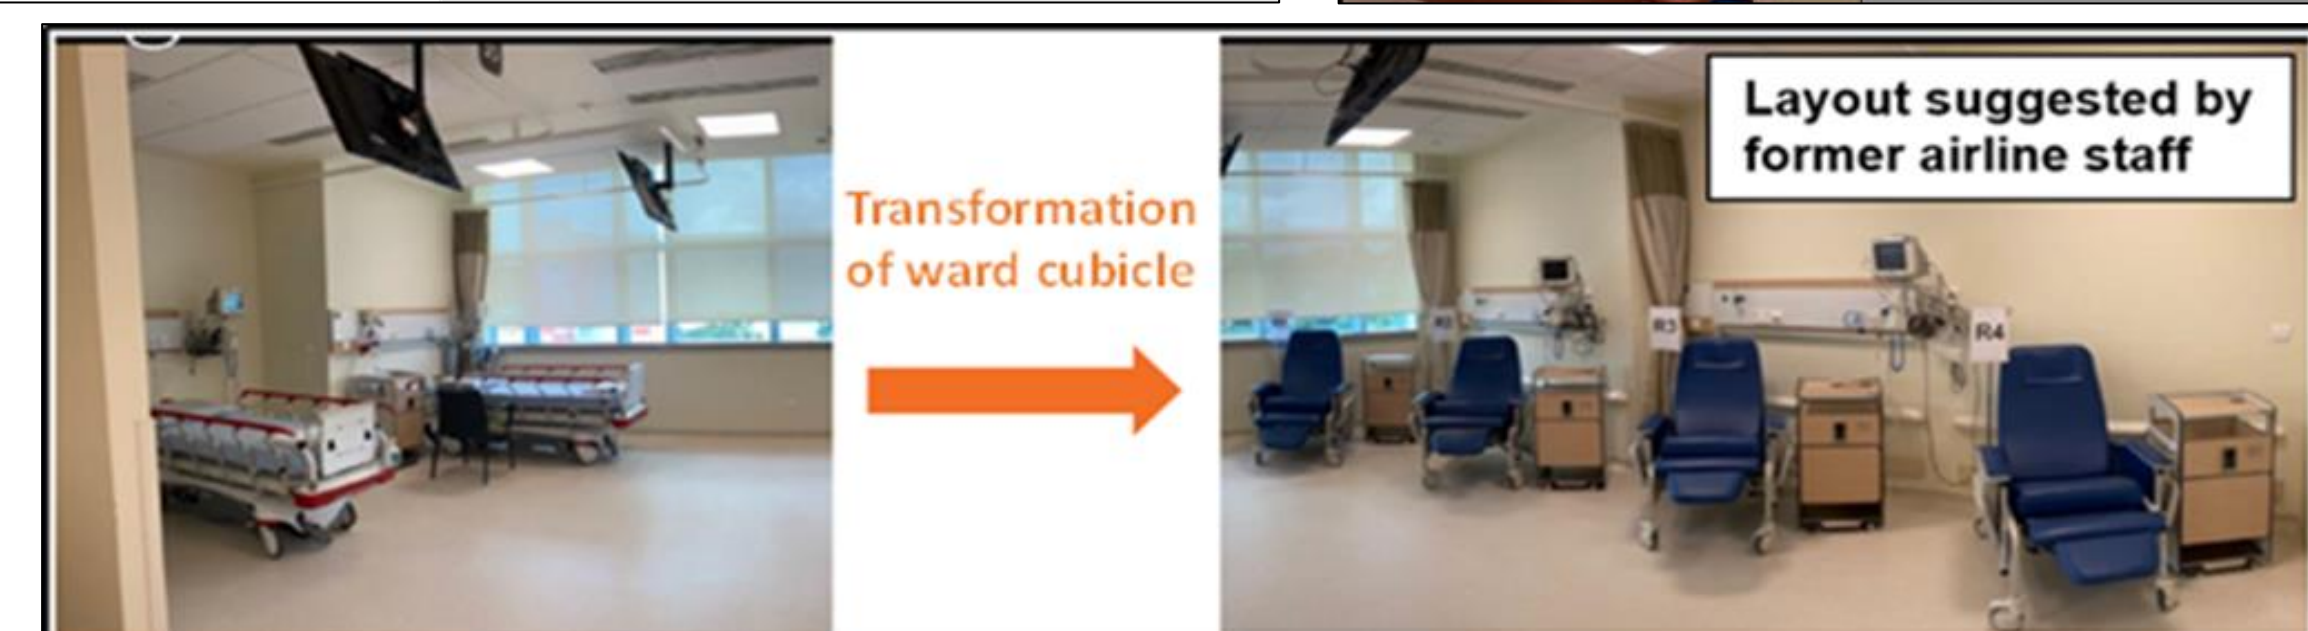 Transformation
of ward cubicle
Layout suggested by
former airline staff
R3
R4